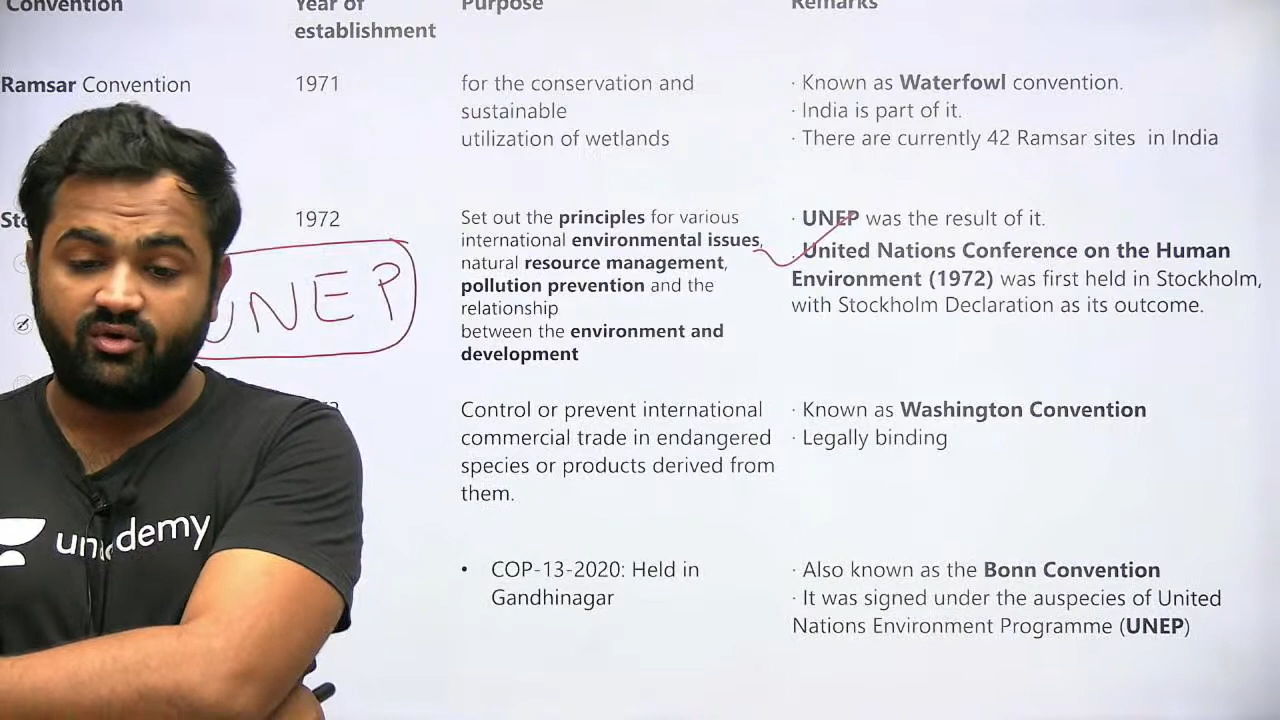 Convention Year of Purpose Remarks
establishment
Ramsar Convention 1971 for the conservation and · Known as Waterfowl convention.
sustainable · India is part of it.
utilization of wetlands · There are currently 42 Ramsar sites in India
1972 Set out the principles for various · UNEP was the result of it.
international environmental issues, · United Nations Conference on the Human
natural resource management, Environment (1972) was first held in Stockholm,
pollution prevention and the with Stockholm Declaration as its outcome.
relationship
between the environment and
development
UNEP
Control or prevent international · Known as Washington Convention
commercial trade in endangered · Legally binding
species or products derived from
them.
• COP-13-2020: Held in · Also known as the Bonn Convention
Gandhinagar · It was signed under the auspecies of United
Nations Environment Programme (UNEP)
unacademy